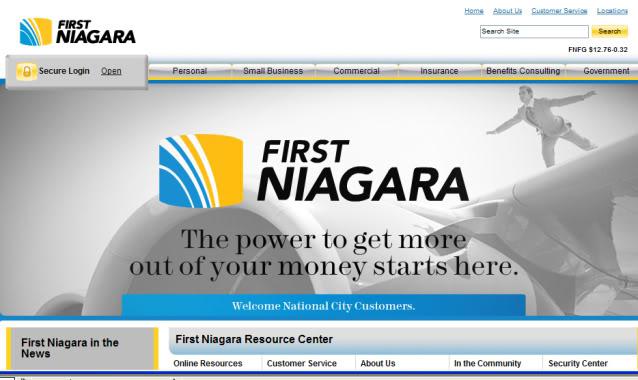 Home About Us Customer Service Locations
FIRST
NIAGARA
Search Site Search
FNFG $12.76-0.32
Secure Login Open
Personal Small Business Commercial Insurance Benefits Consulting Government
FIRST
NIAGARA
The power to get more
out of your money starts here.
Welcome National City Customers.
First Niagara in the
News
First Niagara Resource Center
Online Resources Customer Service About Us In the Community Security Center